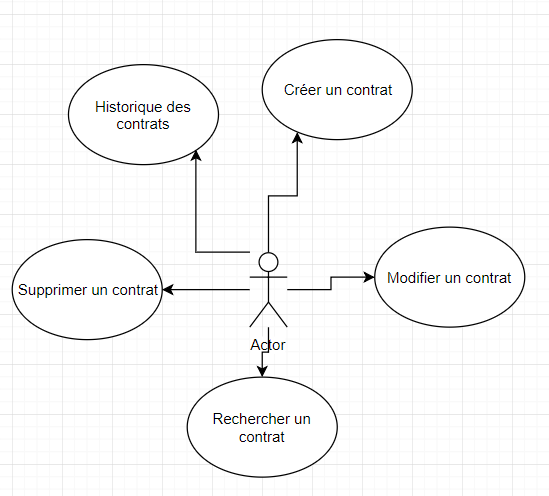 Créer un contrat
Historique des
contrats
Modifier un contrat
Supprimer un contrat
Actor
Rechercher un
contrat